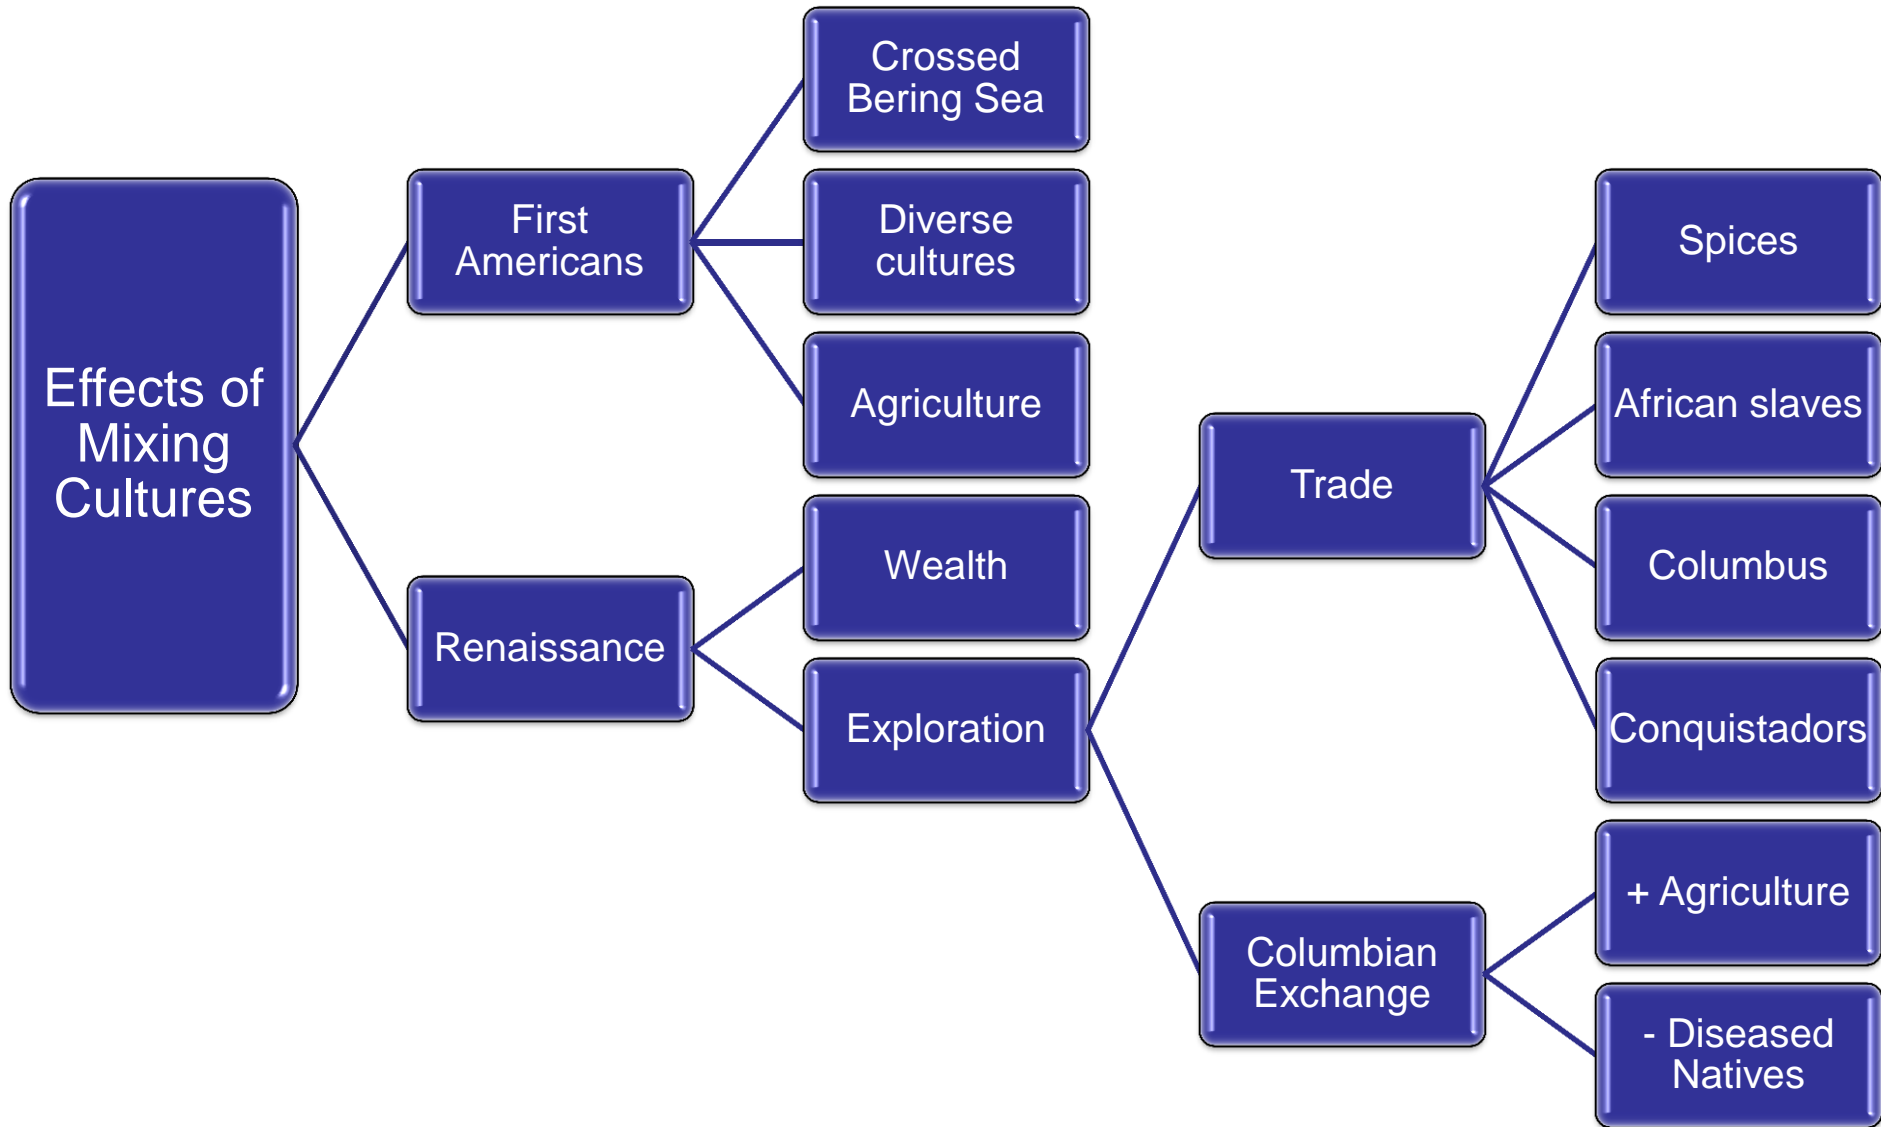 Effects of
Mixing
Cultures
First
Americans
Crossed
Bering Sea
Diverse
cultures
Agriculture
Renaissance
Wealth
Exploration
Trade
Spices
African slaves
Columbus
Conquistadors
Columbian
Exchange
+ Agriculture
- Diseased
Natives